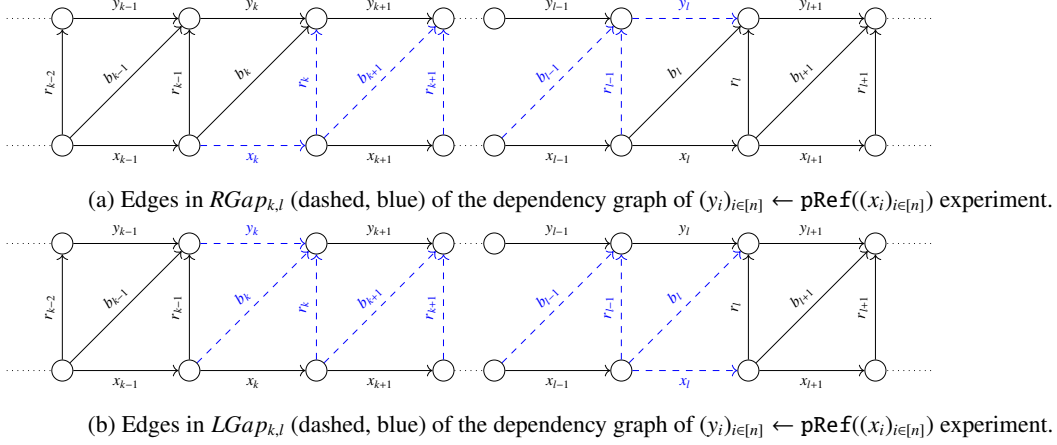 y_{k−1} y_k y_{k+1} y_{l−1} y_l y_{l+1}
r_{k−2} b_{k−1} r_{k−1} b_k r_k b_{k+1} r_{k+1} b_{l−1} r_{l−1} b_l r_l b_{l+1} r_{l+1}
x_{k−1} x_k x_{k+1} x_{l−1} x_l x_{l+1}
(a) Edges in RGap_{k,l} (dashed, blue) of the dependency graph of (y_i)_{i∈[n]} ← pRef((x_i)_{i∈[n]}) experiment.
y_{k−1} y_k y_{k+1} y_{l−1} y_l y_{l+1}
r_{k−2} b_{k−1} r_{k−1} b_k r_k b_{k+1} r_{k+1} b_{l−1} r_{l−1} b_l r_l b_{l+1} r_{l+1}
x_{k−1} x_k x_{k+1} x_{l−1} x_l x_{l+1}
(b) Edges in LGap_{k,l} (dashed, blue) of the dependency graph of (y_i)_{i∈[n]} ← pRef((x_i)_{i∈[n]}) experiment.